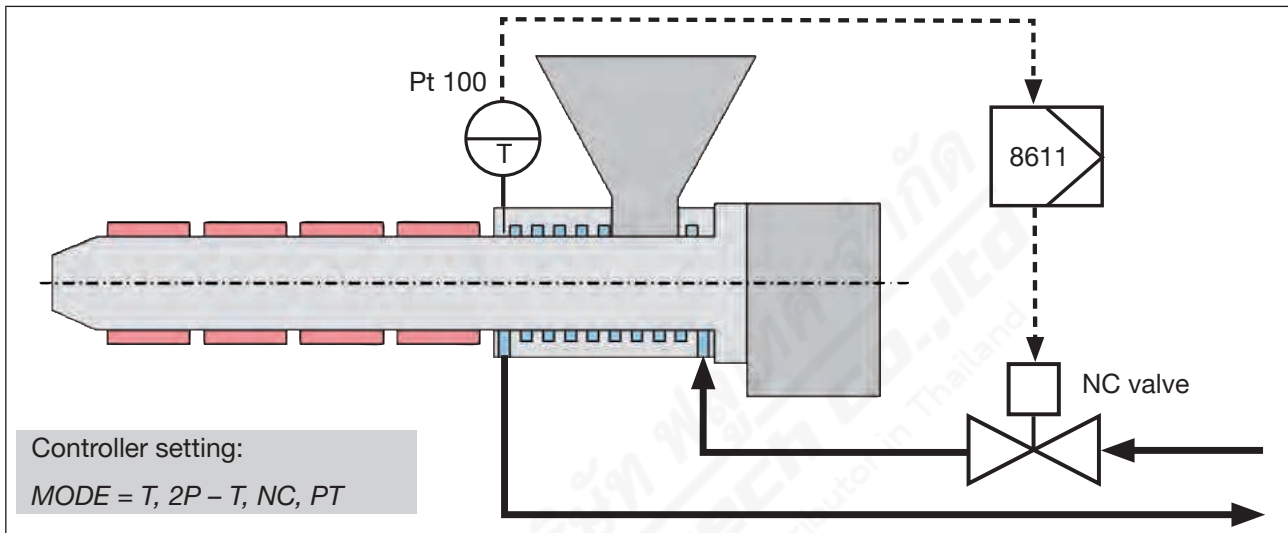 Pt 100
T
8611
NC valve
Controller setting:
MODE = T, 2P – T, NC, PT